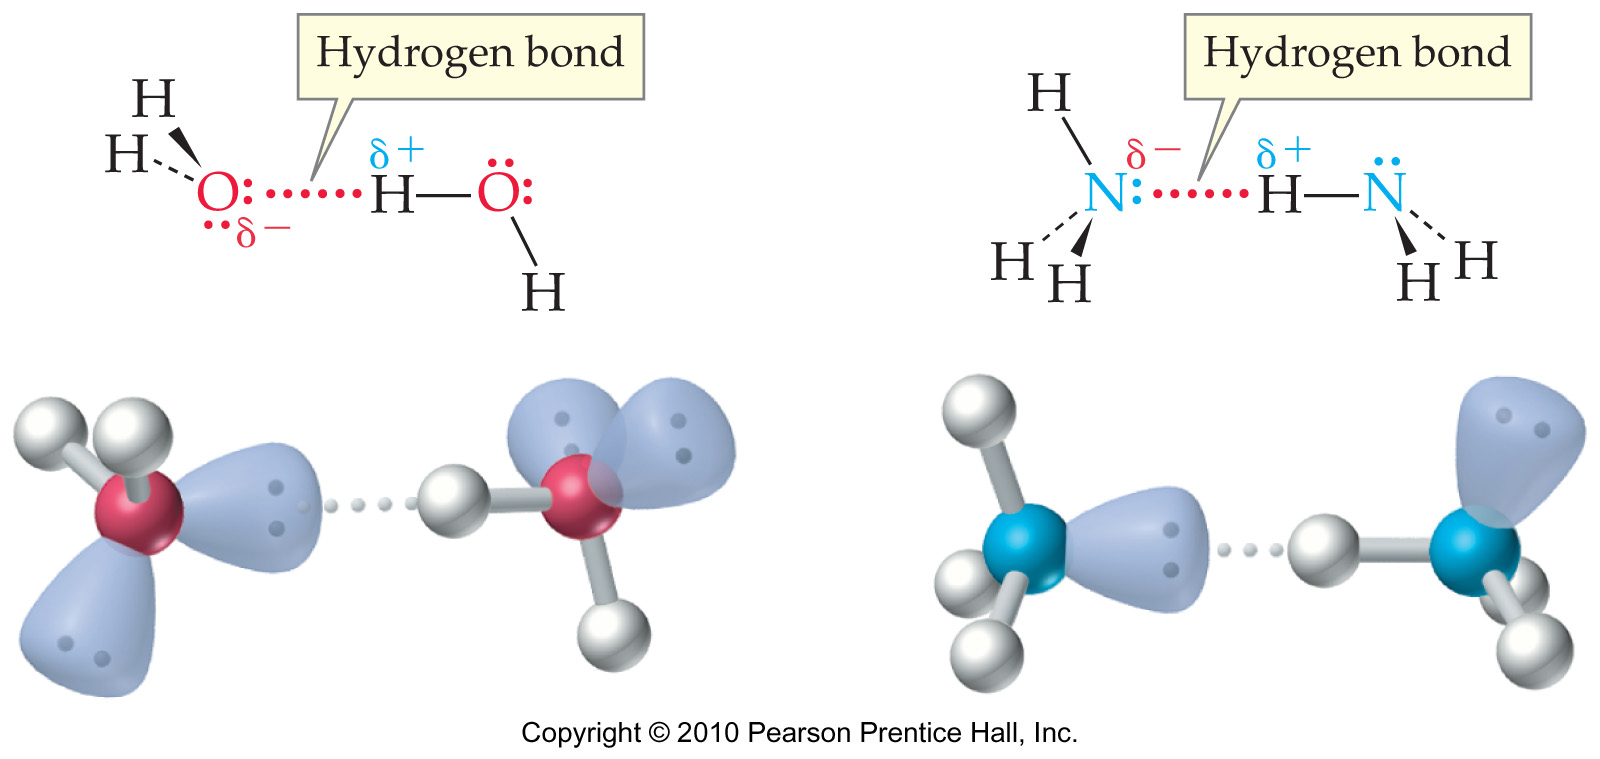 Hydrogen bond
H
H
δ+
O: H—O:
δ−
H
Hydrogen bond
H
δ− δ+
N: H—N
H H
H H
Copyright © 2010 Pearson Prentice Hall, Inc.